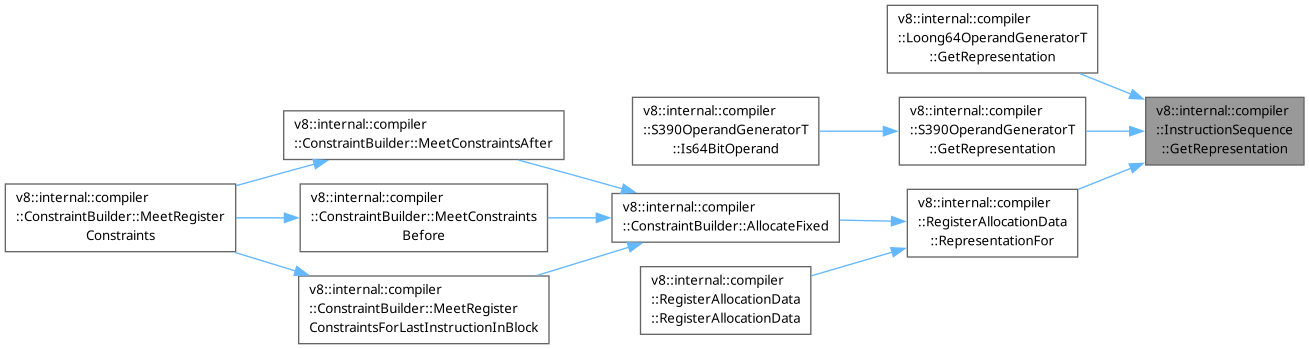 v8::internal::compiler
::Loong64OperandGeneratorT
::GetRepresentation
v8::internal::compiler
::InstructionSequence
::GetRepresentation
v8::internal::compiler
::S390OperandGeneratorT
::GetRepresentation
v8::internal::compiler
::S390OperandGeneratorT
::Is64BitOperand
v8::internal::compiler
::RegisterAllocationData
::RepresentationFor
v8::internal::compiler
::ConstraintBuilder::AllocateFixed
v8::internal::compiler
::ConstraintBuilder::MeetConstraintsAfter
v8::internal::compiler
::ConstraintBuilder::MeetRegister
Constraints
v8::internal::compiler
::ConstraintBuilder::MeetConstraints
Before
v8::internal::compiler
::ConstraintBuilder::MeetRegister
ConstraintsForLastInstructionInBlock
v8::internal::compiler
::RegisterAllocationData
::RegisterAllocationData